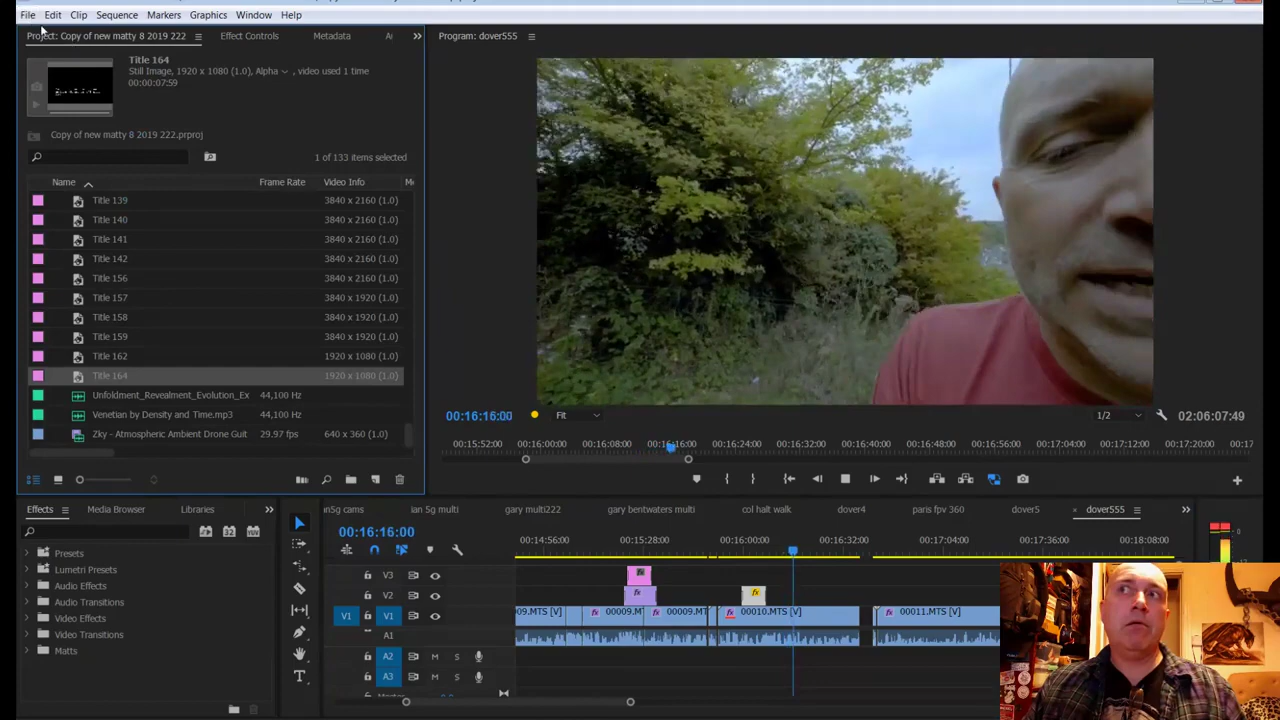 File Edit Clip Sequence Markers Graphics Window Help
Project: Copy of new matty 8 2019 222 Effect Controls Metadata
Program: dover555
Title 164
Still Image, 1920 x 1080 (1.0), Alpha , video used 1 time
00:00:07:59
Copy of new matty 8 2019 222.prproj
1 of 133 items selected
Name Frame Rate Video Info
Title 139 3840 x 2160 (1.0)
Title 140 3840 x 2160 (1.0)
Title 141 3840 x 2160 (1.0)
Title 142 3840 x 2160 (1.0)
Title 156 3840 x 2160 (1.0)
Title 157 3840 x 1920 (1.0)
Title 158 3840 x 1920 (1.0)
Title 159 3840 x 1920 (1.0)
Title 162 1920 x 1080 (1.0)
Title 164 1920 x 1080 (1.0)
Unfoldment_Revealment_Evolution_Ex 44,100 Hz
Venetian by Density and Time.mp3 44,100 Hz
Zky - Atmospheric Ambient Drone Guit 29.97 fps 640 x 360 (1.0)
00:16:16:00 Fit 1/2 02:06:07:49
00:15:52:00 00:16:00:00 00:16:08:00 00:16:16:00 00:16:24:00 00:16:32:00 00:16:40:00 00:16:48:00 00:16:56:00 00:17:04:00 00:17:12:00 00:17:20:00 00:17
Effects Media Browser Libraries
Presets
Lumetri Presets
Audio Effects
Audio Transitions
Video Effects
Video Transitions
Matts
an5g cams ian 5g multi gary multi222 gary bentwaters multi col halt walk dover4 paris fpv 360 dover5 dover555
00:16:16:00
00:14:56:00 00:15:28:00 00:16:00:00 00:16:32:00 00:17:04:00 00:17:36:00 00:18:08:00
V3
V2
V1 V1 09.MTS [V] 00009.M 00009.M 00010.MTS [V] 00011.MTS [V]
A1
A2 M S
A3 M S